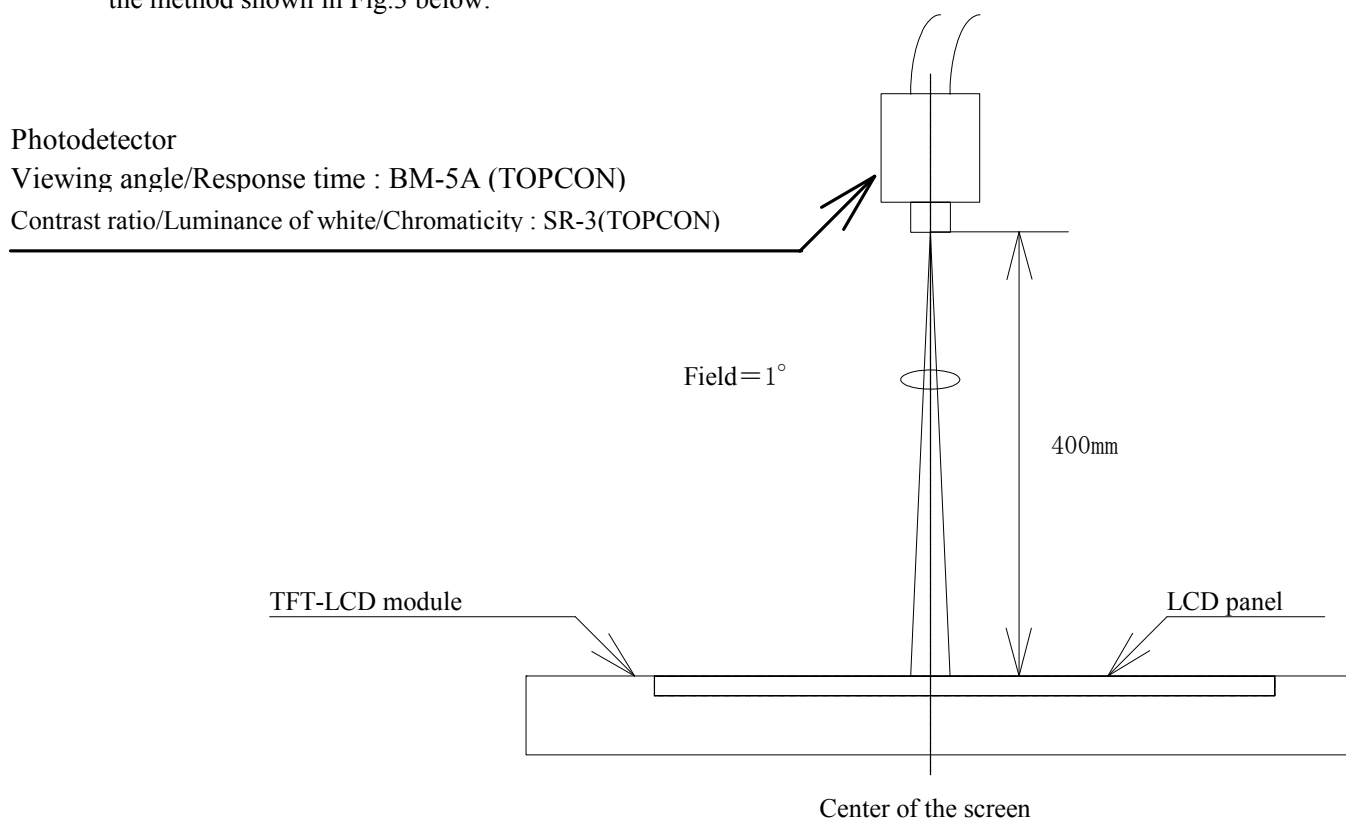 the method shown in Fig.3 below.
Photodetector
Viewing angle/Response time : BM-5A (TOPCON)
Contrast ratio/Luminance of white/Chromaticity : SR-3(TOPCON)
Field＝1°
400mm
TFT-LCD module
LCD panel
Center of the screen